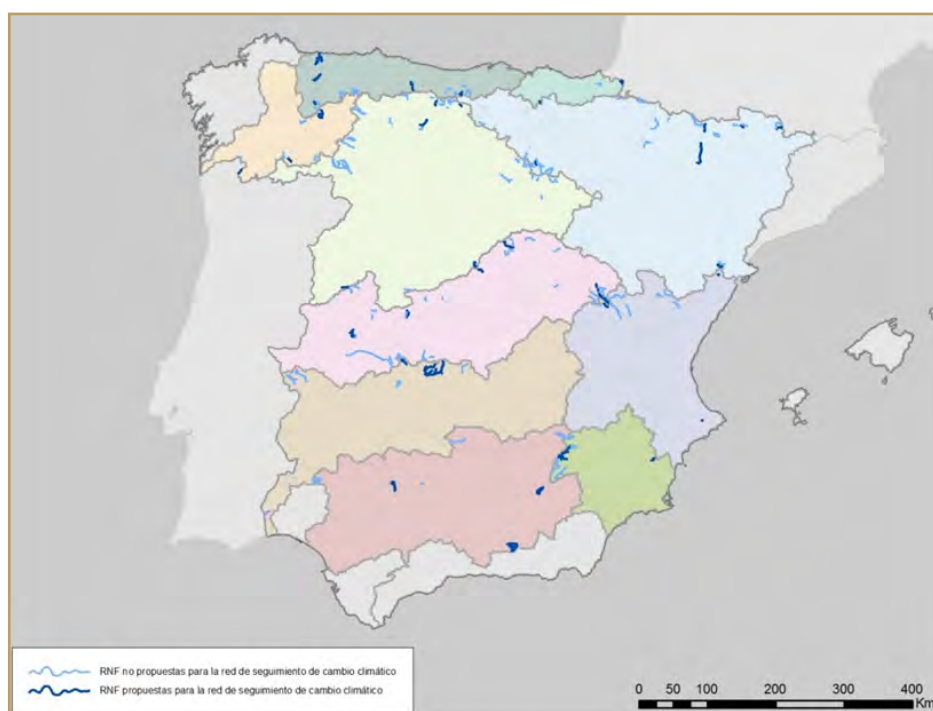 RNF no propuestas para la red de seguimiento de cambio climático
RNF propuestas para la red de seguimiento de cambio climático
0 50 100 200 300 400
Km